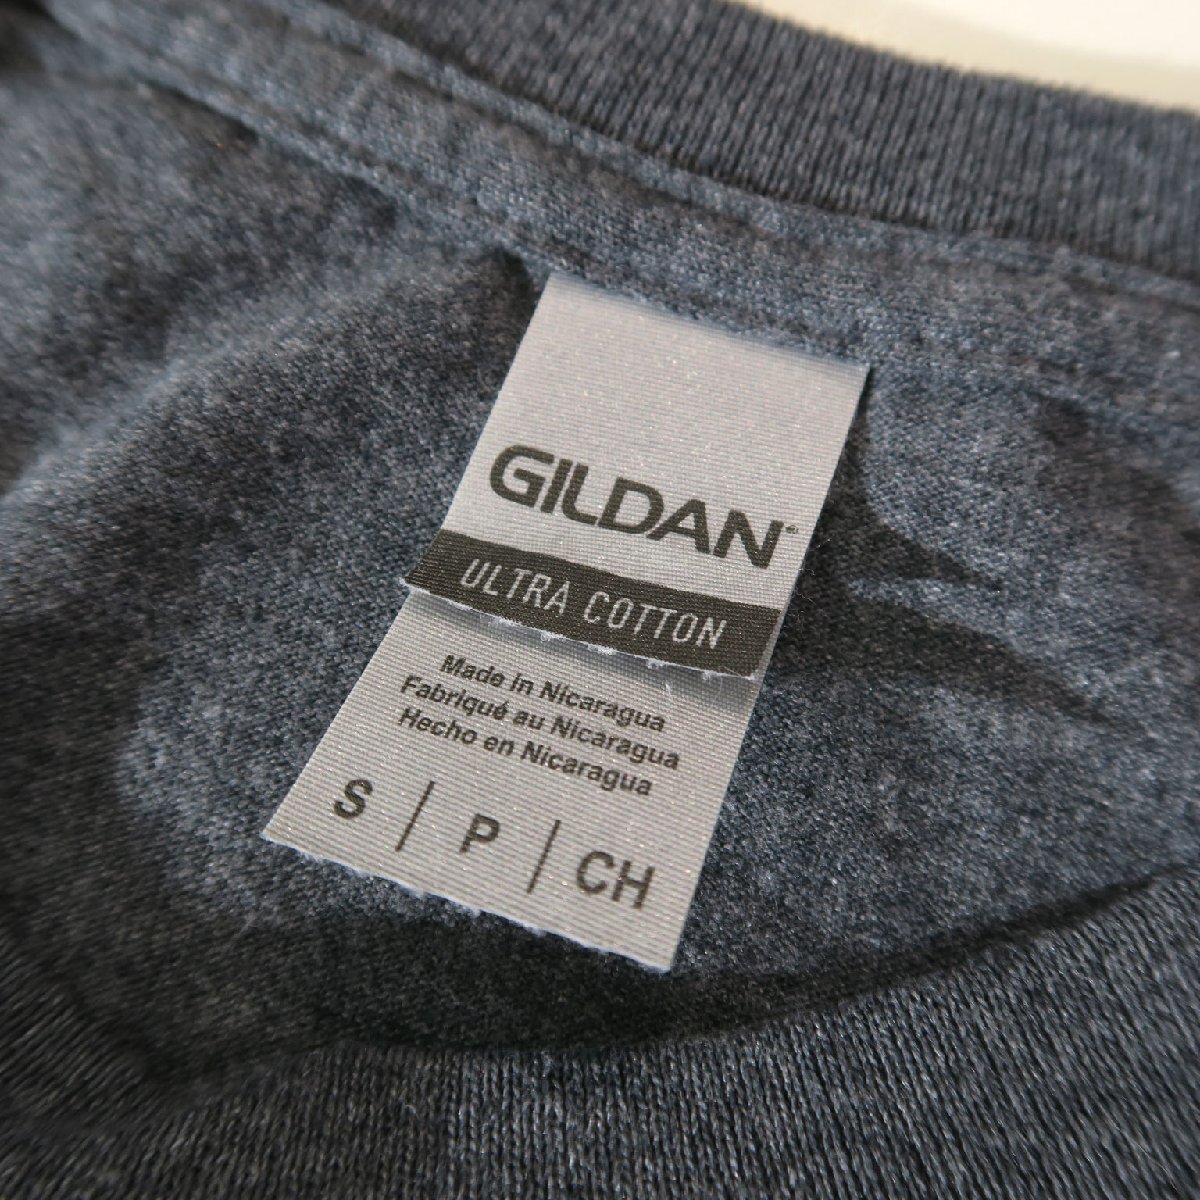 GILDAN®
ULTRA COTTON
Made in Nicaragua
Fabriqué au Nicaragua
Hecho en Nicaragua
S | P | CH